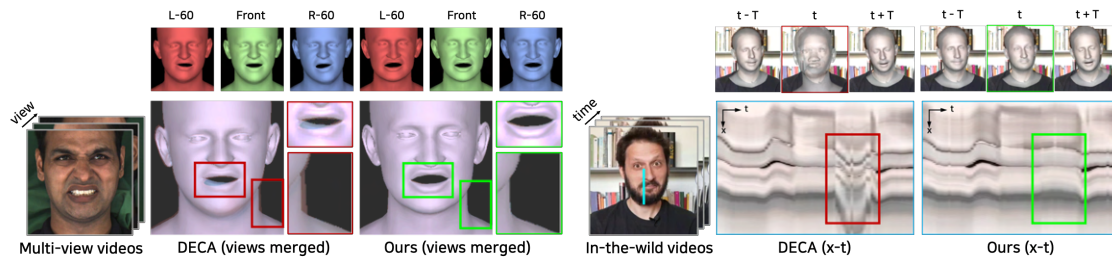 L-60 Front R-60 L-60 Front R-60
view
Multi-view videos
DECA (views merged)
Ours (views merged)
t - T t t + T t - T t t + T
time
t
x
t
x
In-the-wild videos
DECA (x-t)
Ours (x-t)